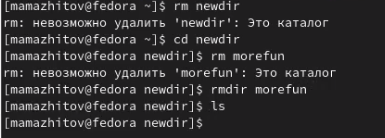 [mamazhitov@fedora ~]$ rm newdir
rm: невозможно удалить 'newdir': Это каталог
[mamazhitov@fedora ~]$ cd newdir
[mamazhitov@fedora newdir]$ rm morefun
rm: невозможно удалить 'morefun': Это каталог
[mamazhitov@fedora newdir]$ rmdir morefun
[mamazhitov@fedora newdir]$ ls
[mamazhitov@fedora newdir]$